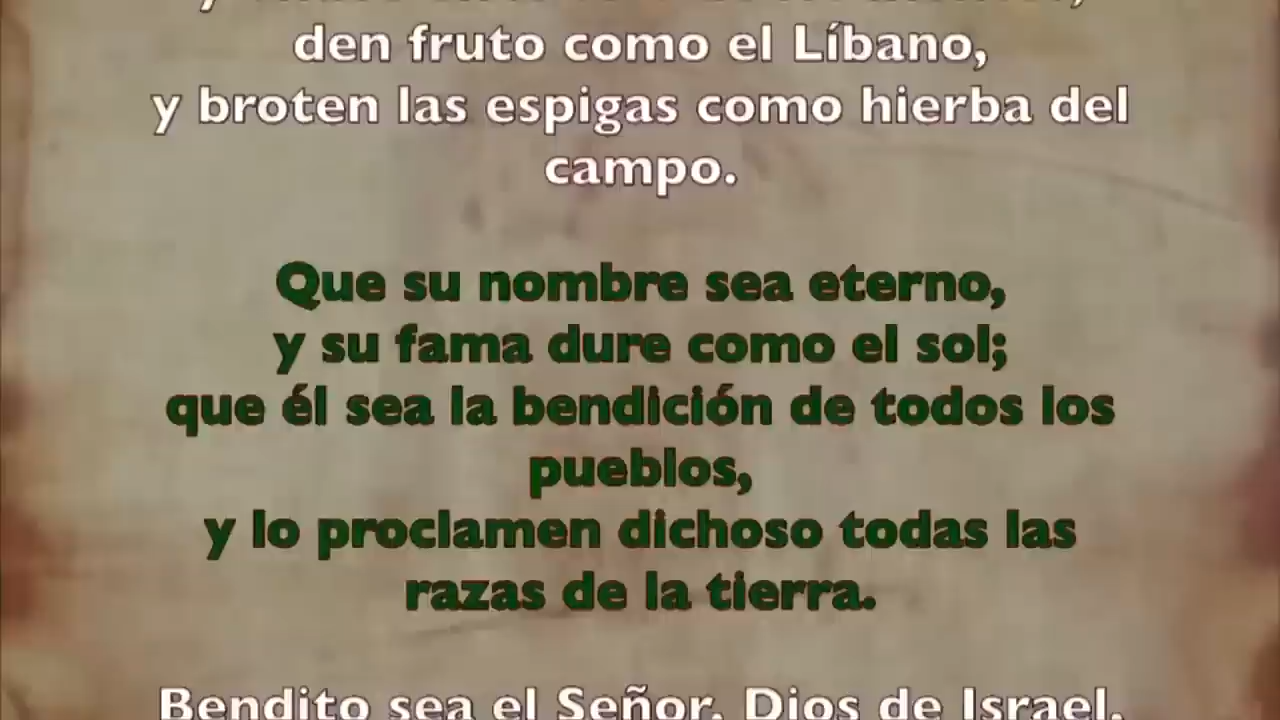 den fruto como el Líbano,
y broten las espigas como hierba del
campo.
Que su nombre sea eterno,
y su fama dure como el sol;
que él sea la bendición de todos los
pueblos,
y lo proclamen dichoso todas las
razas de la tierra.
Bendito sea el Señor, Dios de Israel,